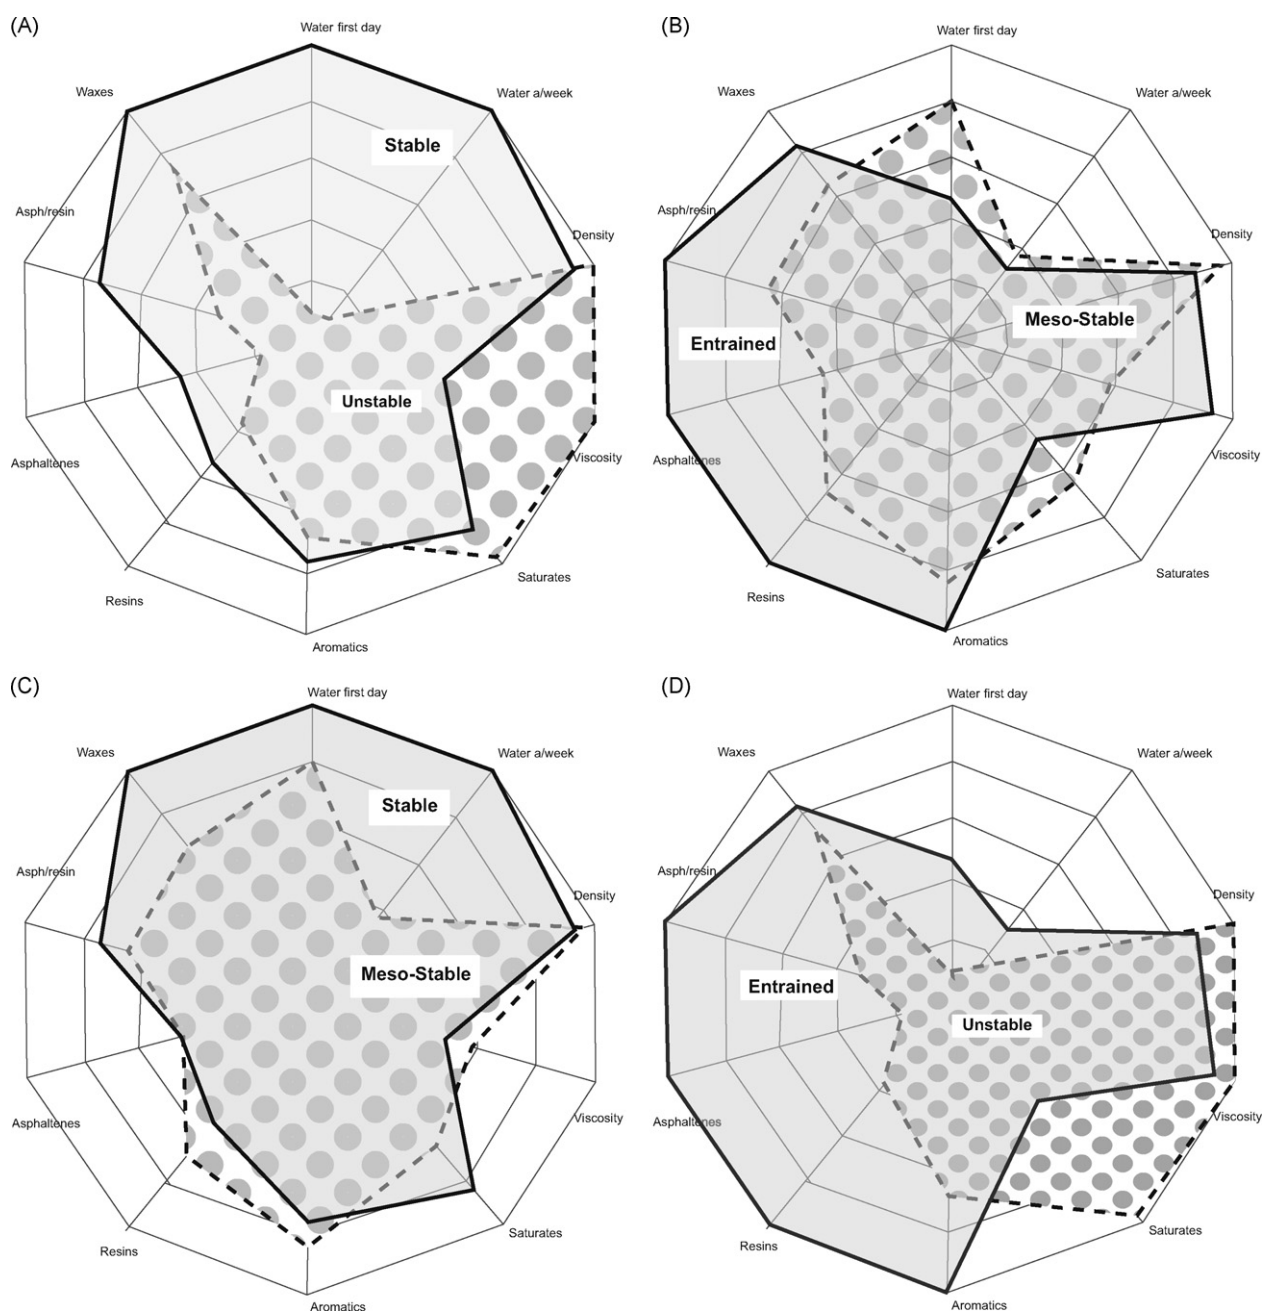 (A)
Water first day
Waxes
Water a/week
Stable
Asph/resin
Density
Unstable
Asphaltenes
Viscosity
Saturates
Resins
Aromatics
(B)
Water first day
Waxes
Water a/week
Asph/resin
Density
Meso-Stable
Entrained
Asphaltenes
Viscosity
Saturates
Resins
Aromatics
(C)
Water first day
Waxes
Water a/week
Stable
Asph/resin
Density
Meso-Stable
Asphaltenes
Viscosity
Saturates
Resins
Aromatics
(D)
Water first day
Waxes
Water a/week
Asph/resin
Density
Entrained
Unstable
Asphaltenes
Viscosity
Saturates
Resins
Aromatics